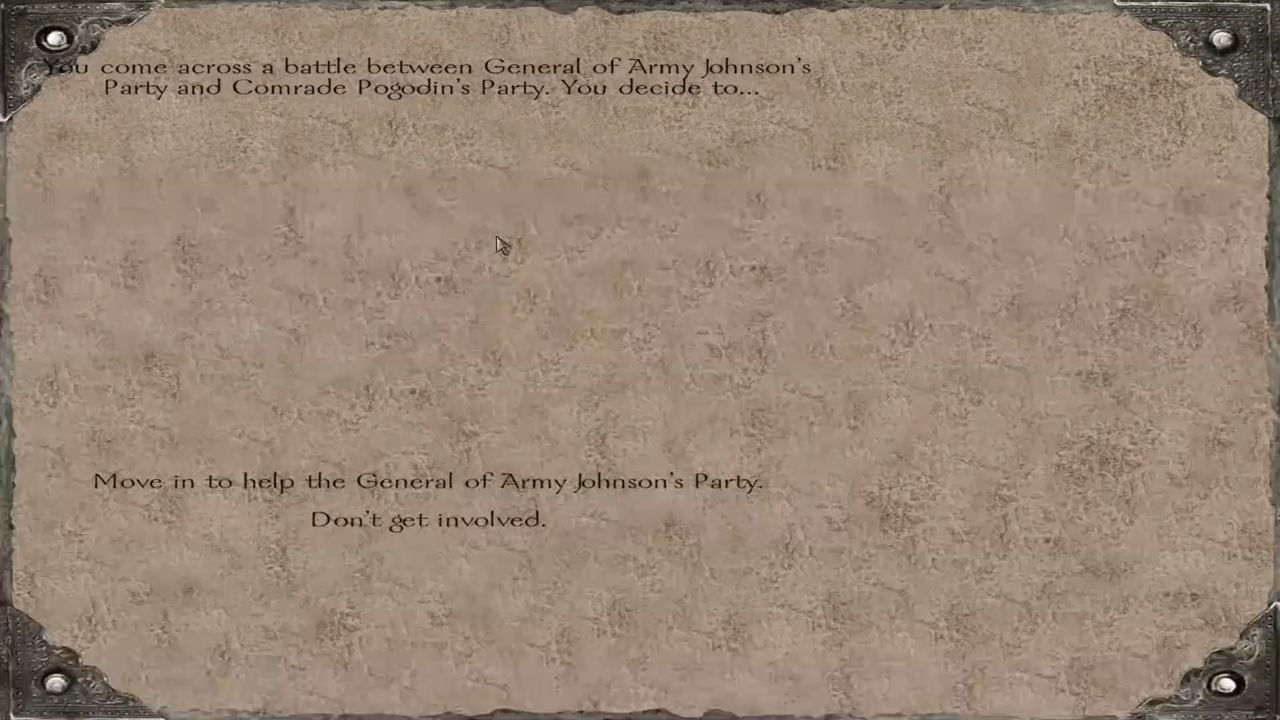 You come across a battle between General of Army Johnson's
Party and Comrade Pogodin's Party. You decide to...
Move in to help the General of Army Johnson's Party.
Don't get involved.